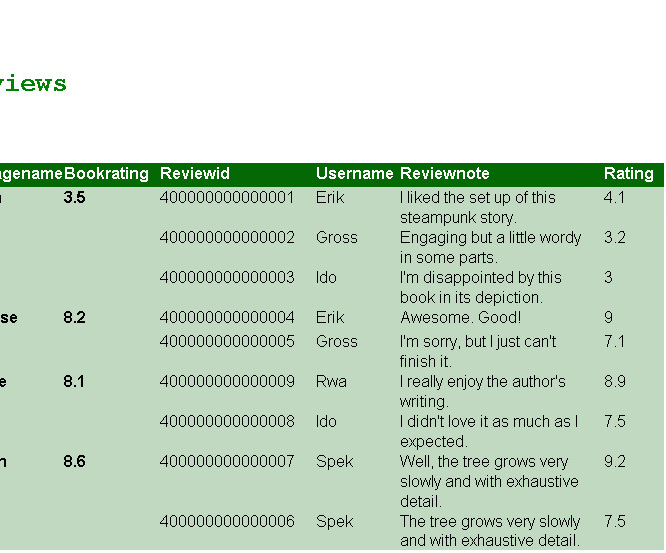 views
agename Bookrating Reviewid Username Reviewnote Rating
3.5 400000000000001 Erik I liked the set up of this 4.1
steampunk story.
400000000000002 Gross Engaging but a little wordy 3.2
in some parts.
400000000000003 Ido I'm disappointed by this 3
book in its depiction.
se 8.2 400000000000004 Erik Awesome. Good! 9
400000000000005 Gross I'm sorry, but I just can't 7.1
finish it.
e 8.1 400000000000009 Rwa I really enjoy the author's 8.9
writing.
400000000000008 Ido I didn't love it as much as I 7.5
expected.
n 8.6 400000000000007 Spek Well, the tree grows very 9.2
slowly and with exhaustive
detail.
400000000000006 Spek The tree grows very slowly 7.5
and with exhaustive detail.